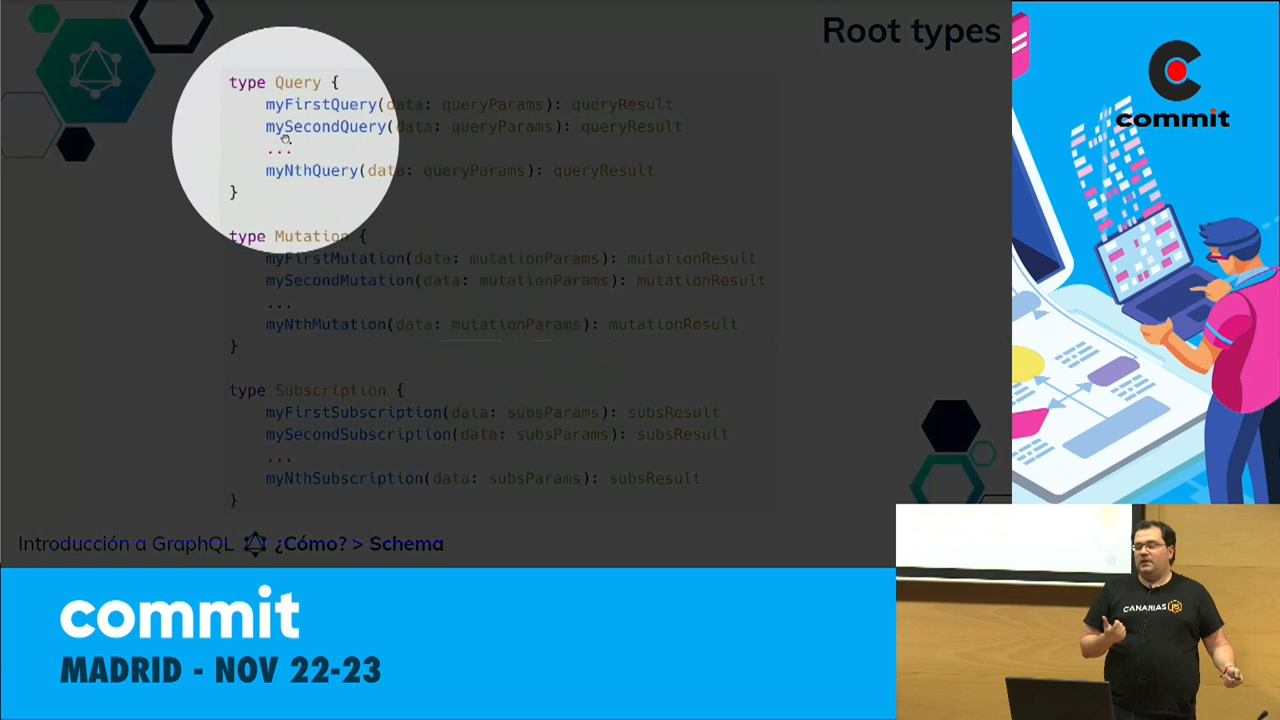 Root types
type Query {
myFirstQuery(data: queryParams): queryResult
mySecondQuery(data: queryParams): queryResult
...
myNthQuery(data: queryParams): queryResult
}
type Mutation {
myFirstMutation(data: mutationParams): mutationResult
mySecondMutation(data: mutationParams): mutationResult
...
myNthMutation(data: mutationParams): mutationResult
}
type Subscription {
myFirstSubscription(data: subsParams): subsResult
mySecondSubscription(data: subsParams): subsResult
...
myNthSubscription(data: subsParams): subsResult
}
Introducción a GraphQL ¿Cómo? > Schema
commit
commit
MADRID - NOV 22-23
CANARIAS JS